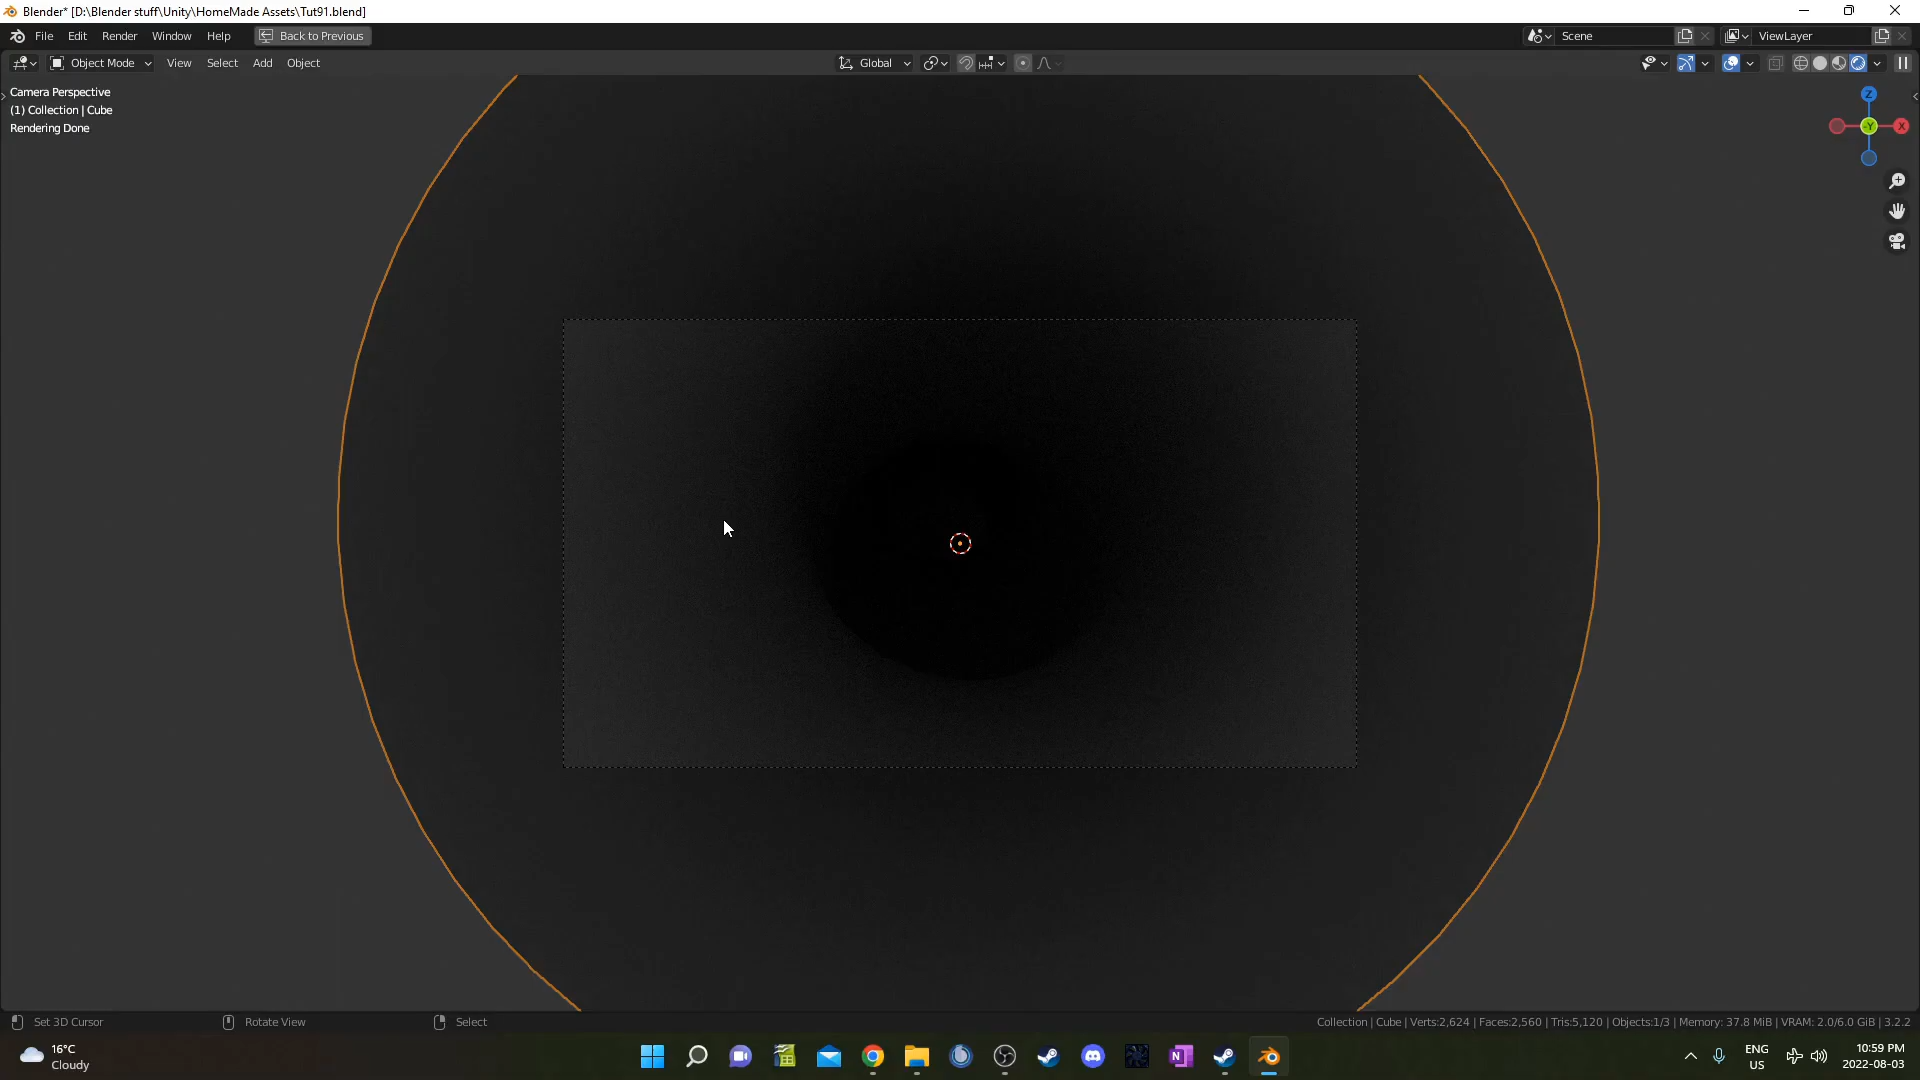 Blender* [D:\Blender stuff\Unity\HomeMade Assets\Tut91.blend]
File Edit Render Window Help Back to Previous Scene ViewLayer
Object Mode View Select Add Object Global
Camera Perspective
(1) Collection | Cube
Rendering Done
Z
-Y X
Set 3D Cursor Rotate View Select Collection | Cube | Verts:2,624 | Faces:2,560 | Tris:5,120 | Objects:1/3 | Memory: 37.8 MiB | VRAM: 2.0/6.0 GiB | 3.2.2
16°C
Cloudy
ENG
US
10:59 PM
2022-08-03